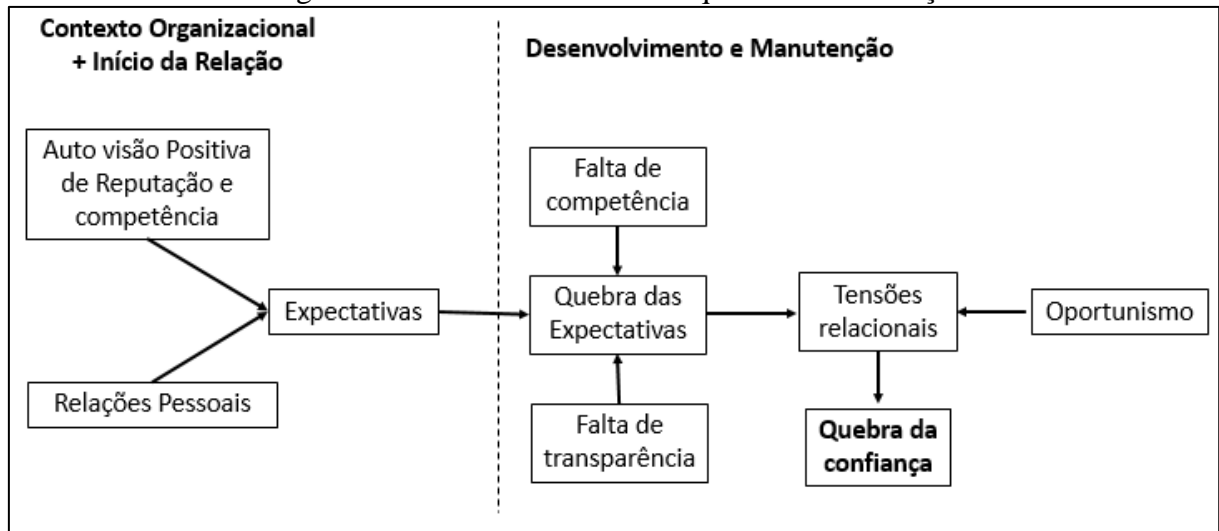 Contexto Organizacional
+ Início da Relação
Desenvolvimento e Manutenção
Auto visão Positiva
de Reputação e
competência
Falta de
competência
Expectativas
Quebra das
Expectativas
Tensões
relacionais
Oportunismo
Relações Pessoais
Falta de
transparência
Quebra da
confiança